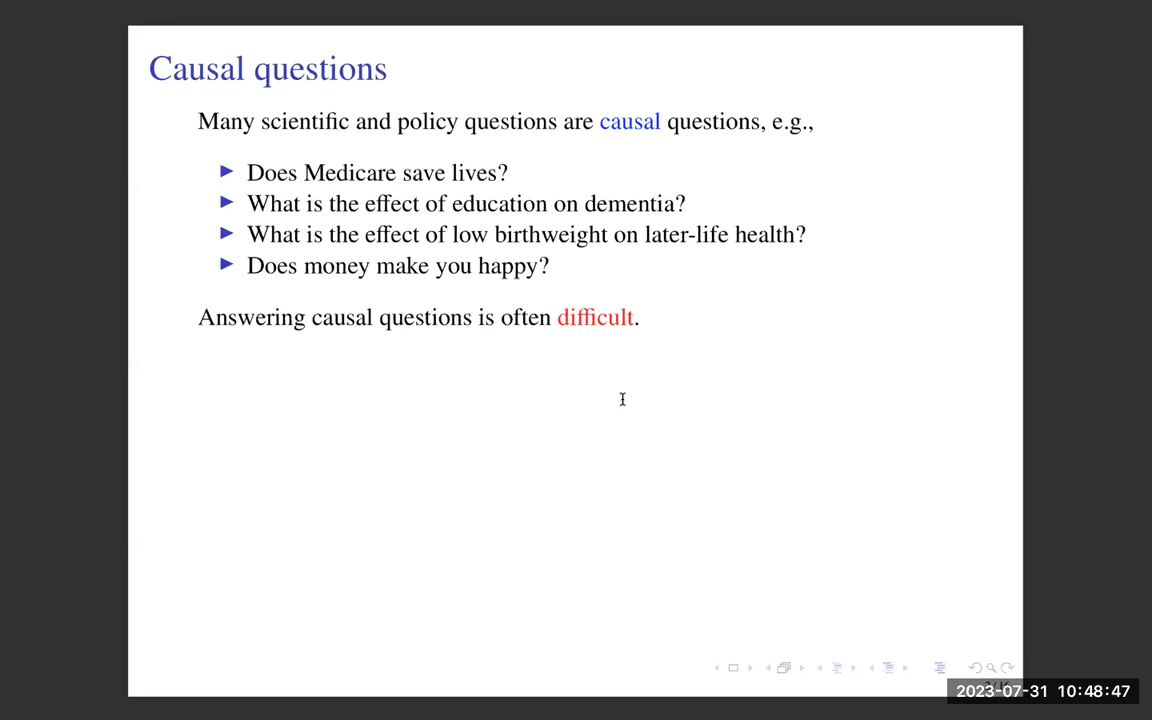 Causal questions
Many scientific and policy questions are causal questions, e.g.,
Does Medicare save lives?
What is the effect of education on dementia?
What is the effect of low birthweight on later-life health?
Does money make you happy?
Answering causal questions is often difficult.
2023-07-31 10:48:47